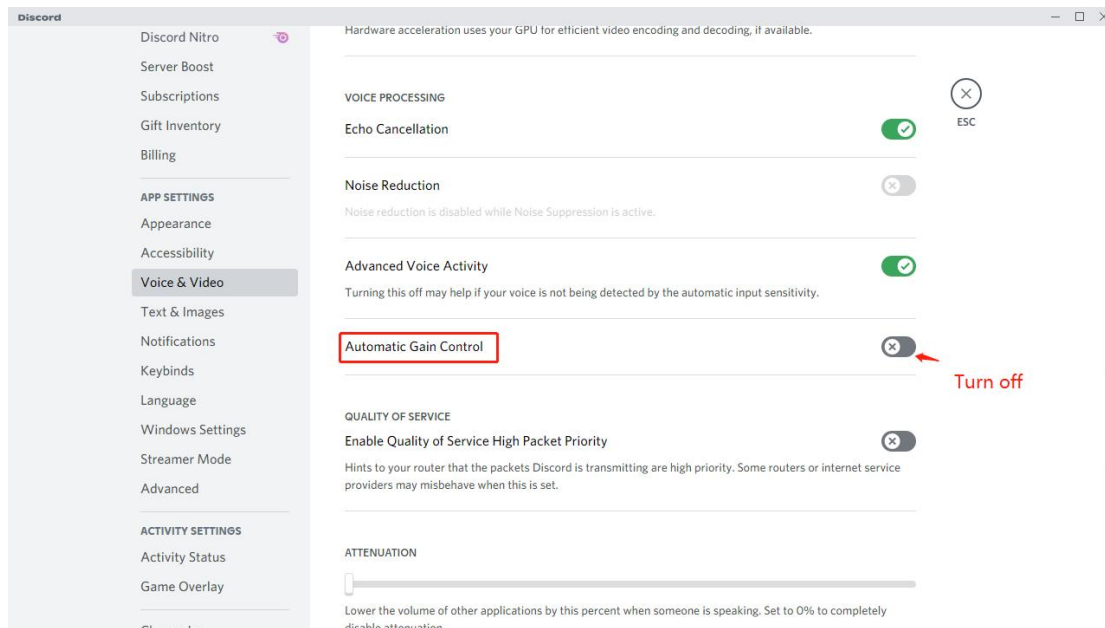 Discord
Discord Nitro
Server Boost
Subscriptions
Gift Inventory
Billing
APP SETTINGS
Appearance
Accessibility
Voice & Video
Text & Images
Notifications
Keybinds
Language
Windows Settings
Streamer Mode
Advanced
ACTIVITY SETTINGS
Activity Status
Game Overlay
Hardware acceleration uses your GPU for efficient video encoding and decoding, if available.
VOICE PROCESSING
Echo Cancellation
Noise Reduction
Noise reduction is disabled while Noise Suppression is active.
Advanced Voice Activity
Turning this off may help if your voice is not being detected by the automatic input sensitivity.
Automatic Gain Control
Turn off
QUALITY OF SERVICE
Enable Quality of Service High Packet Priority
Hints to your router that the packets Discord is transmitting are high priority. Some routers or internet service
providers may misbehave when this is set.
ATTENUATION
Lower the volume of other applications by this percent when someone is speaking. Set to 0% to completely
disable attenuation
ESC